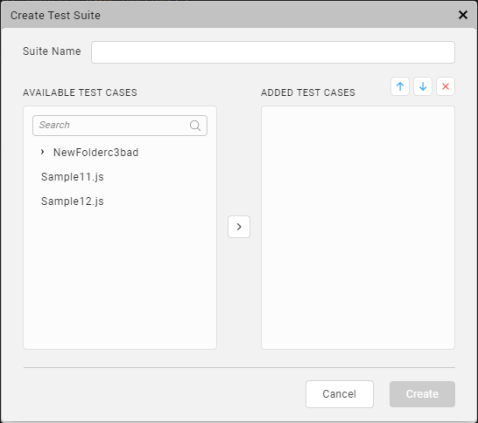 Create Test Suite
Suite Name
AVAILABLE TEST CASES
ADDED TEST CASES
Search
NewFolderc3bad
Sample11.js
Sample12.js
Cancel
Create